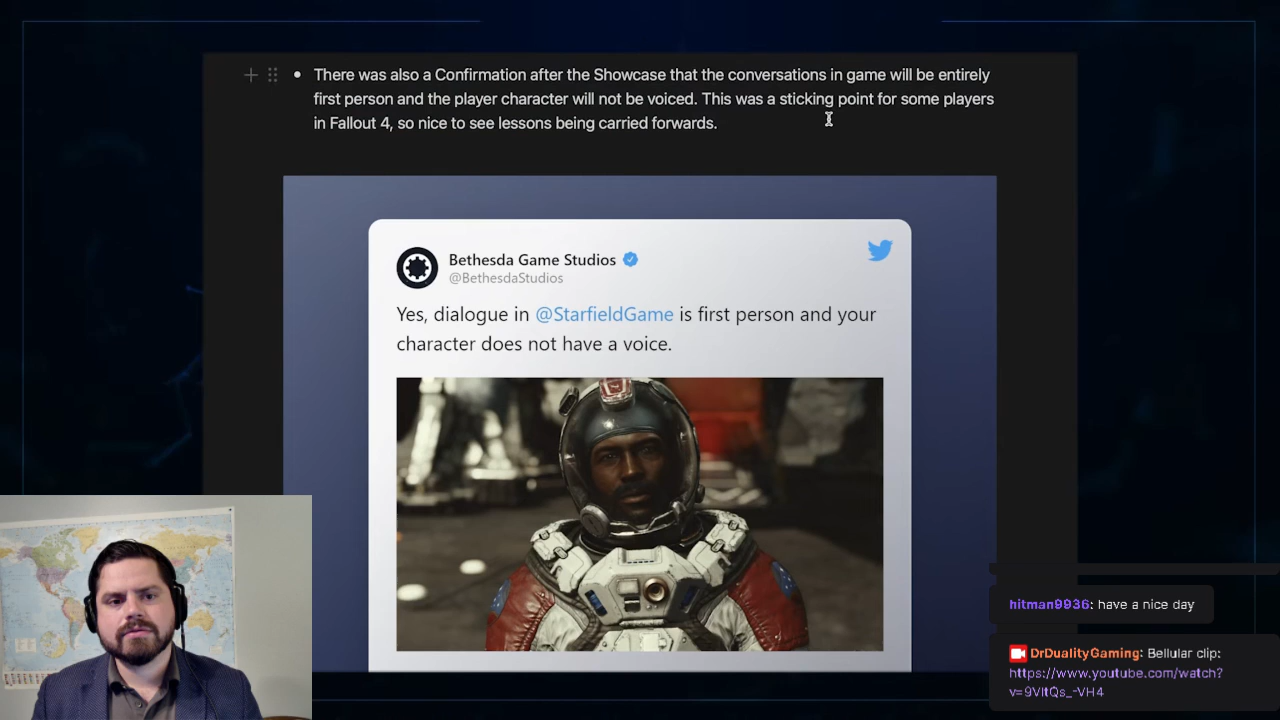 There was also a Confirmation after the Showcase that the conversations in game will be entirely
first person and the player character will not be voiced. This was a sticking point for some players
in Fallout 4, so nice to see lessons being carried forwards.
Bethesda Game Studios
@BethesdaStudios
Yes, dialogue in @StarfieldGame is first person and your
character does not have a voice.
hitman9936: have a nice day
DrDualityGaming: Bellular clip:
https://www.youtube.com/watch?
v=9VItQs_-VH4